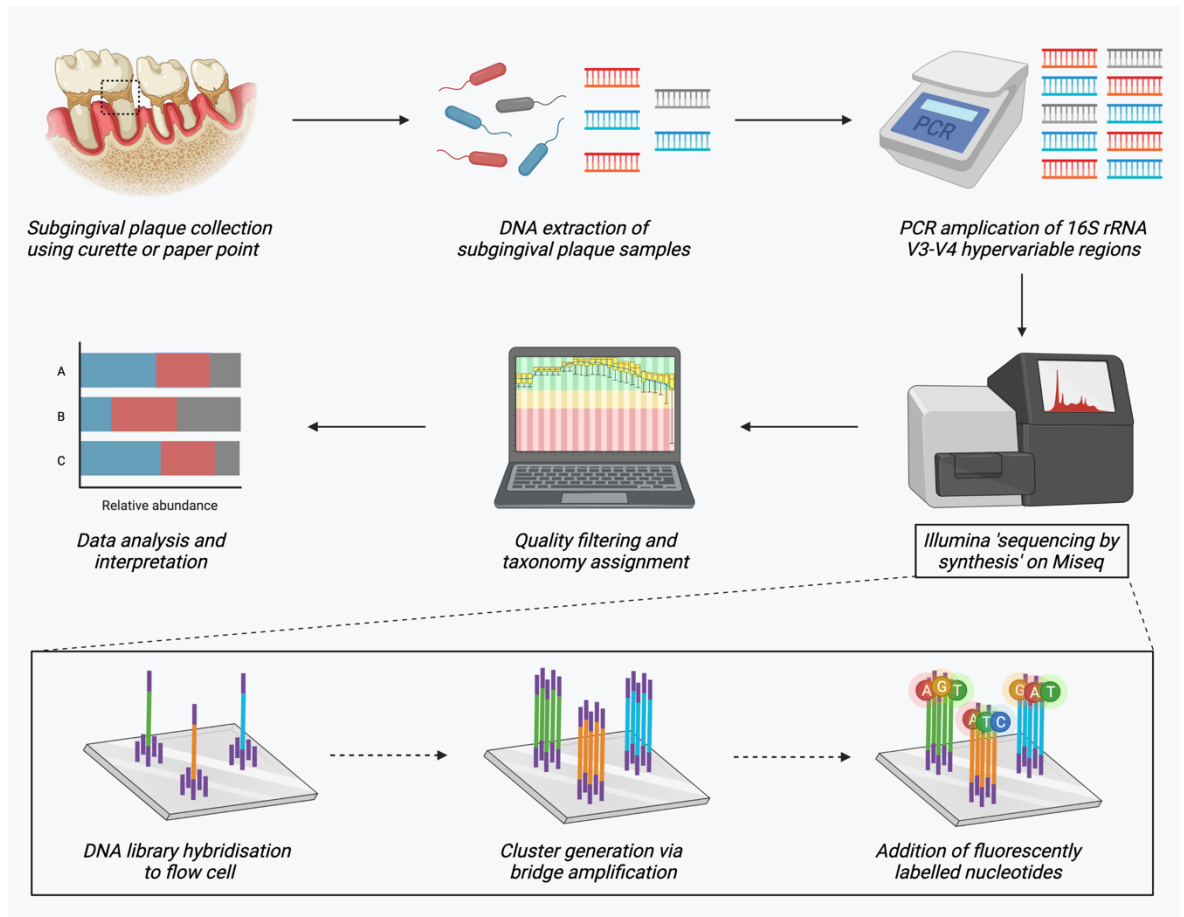 Subgingival plaque collection
using curette or paper point
DNA extraction of
subgingival plaque samples
PCR
PCR amplication of 16S rRNA
V3-V4 hypervariable regions
A
B
C
Relative abundance
Data analysis and
interpretation
Quality filtering and
taxonomy assignment
Illumina 'sequencing by
synthesis' on Miseq
DNA library hybridisation
to flow cell
Cluster generation via
bridge amplification
A G T
G A T
A T C
Addition of fluorescently
labelled nucleotides